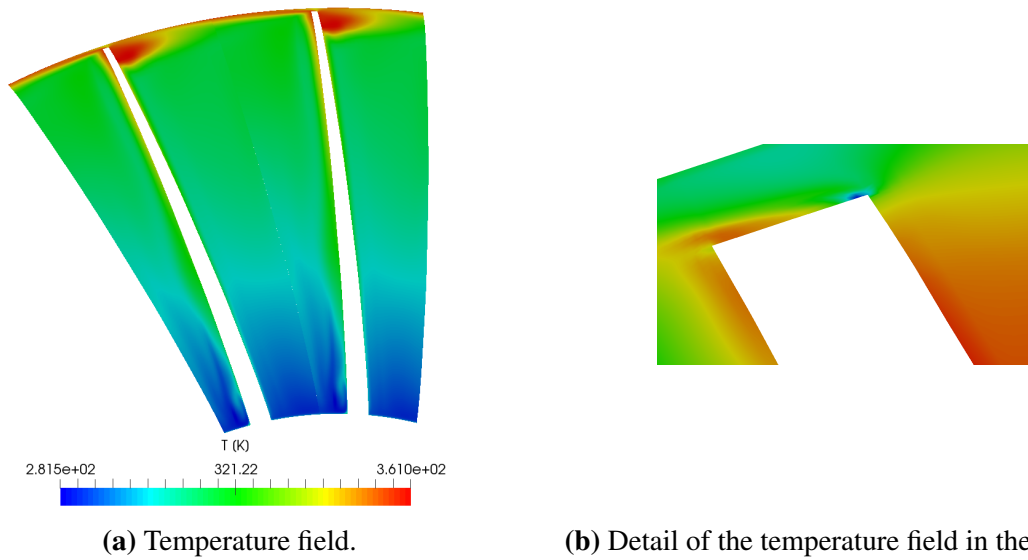 T (K)
2.815e+02 321.22 3.610e+02
(a) Temperature field.
(b) Detail of the temperature field in the